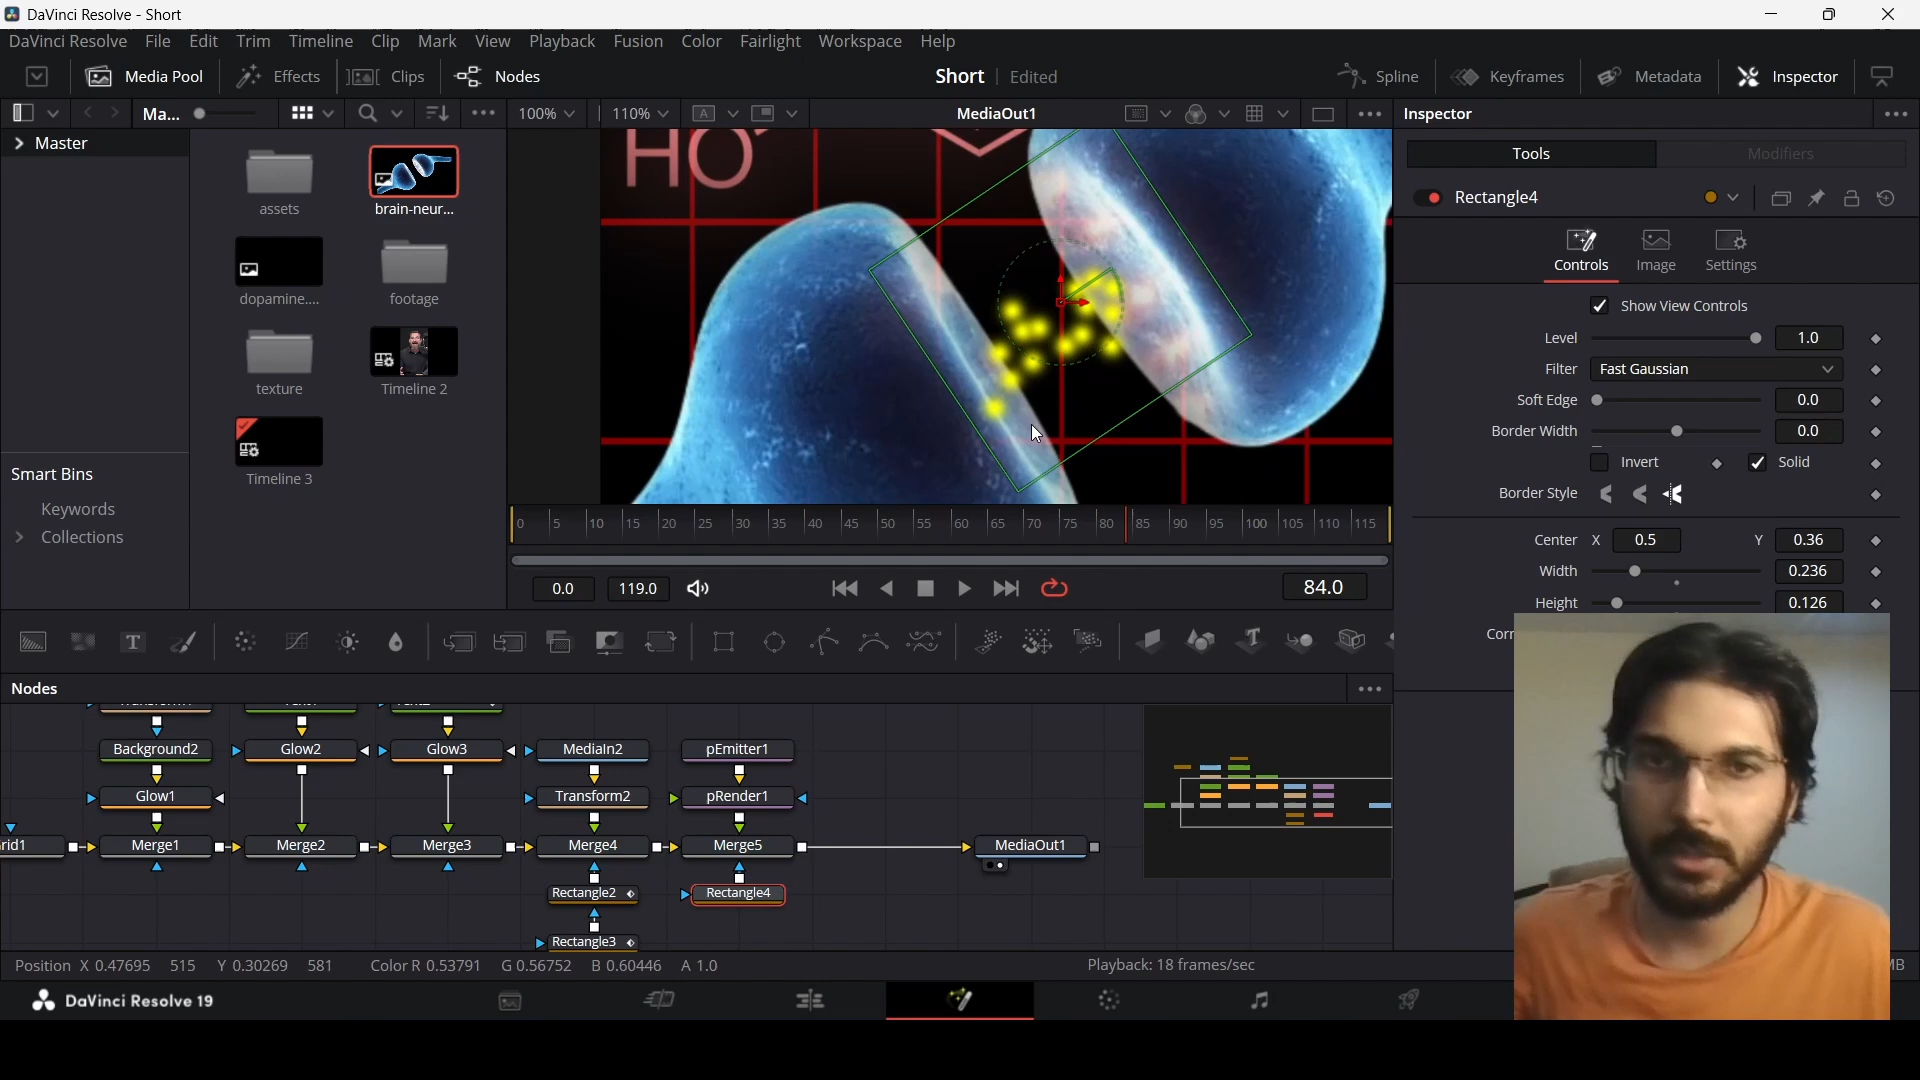 DaVinci Resolve - Short
DaVinci Resolve File Edit Trim Timeline Clip Mark View Playback Fusion Color Fairlight Workspace Help
Media Pool Effects Clips Nodes Short Edited Spline Keyframes Metadata Inspector
Ma... 100% 110% A MediaOut1 Inspector
Master
assets
brain-neur...
dopamine....
footage
texture
Timeline 2
Timeline 3
Smart Bins
Keywords
Collections
HO
0 5 10 15 20 25 30 35 40 45 50 55 60 65 70 75 80 85 90 95 100 105 110 115
0.0 119.0 84.0
Tools Modifiers
Rectangle4
Controls Image Settings
Show View Controls
Level 1.0
Filter Fast Gaussian
Soft Edge 0.0
Border Width 0.0
Invert Solid
Border Style
Center X 0.5 Y 0.36
Width 0.236
Height 0.126
Corr
T
Nodes
Background2 Glow2 Glow3 MediaIn2 pEmitter1
Glow1 Transform2 pRender1
rid1 Merge1 Merge2 Merge3 Merge4 Merge5 MediaOut1
Rectangle2 Rectangle4
Rectangle3
Position X 0.47695 515 Y 0.30269 581 Color R 0.53791 G 0.56752 B 0.60446 A 1.0 Playback: 18 frames/sec MB
DaVinci Resolve 19